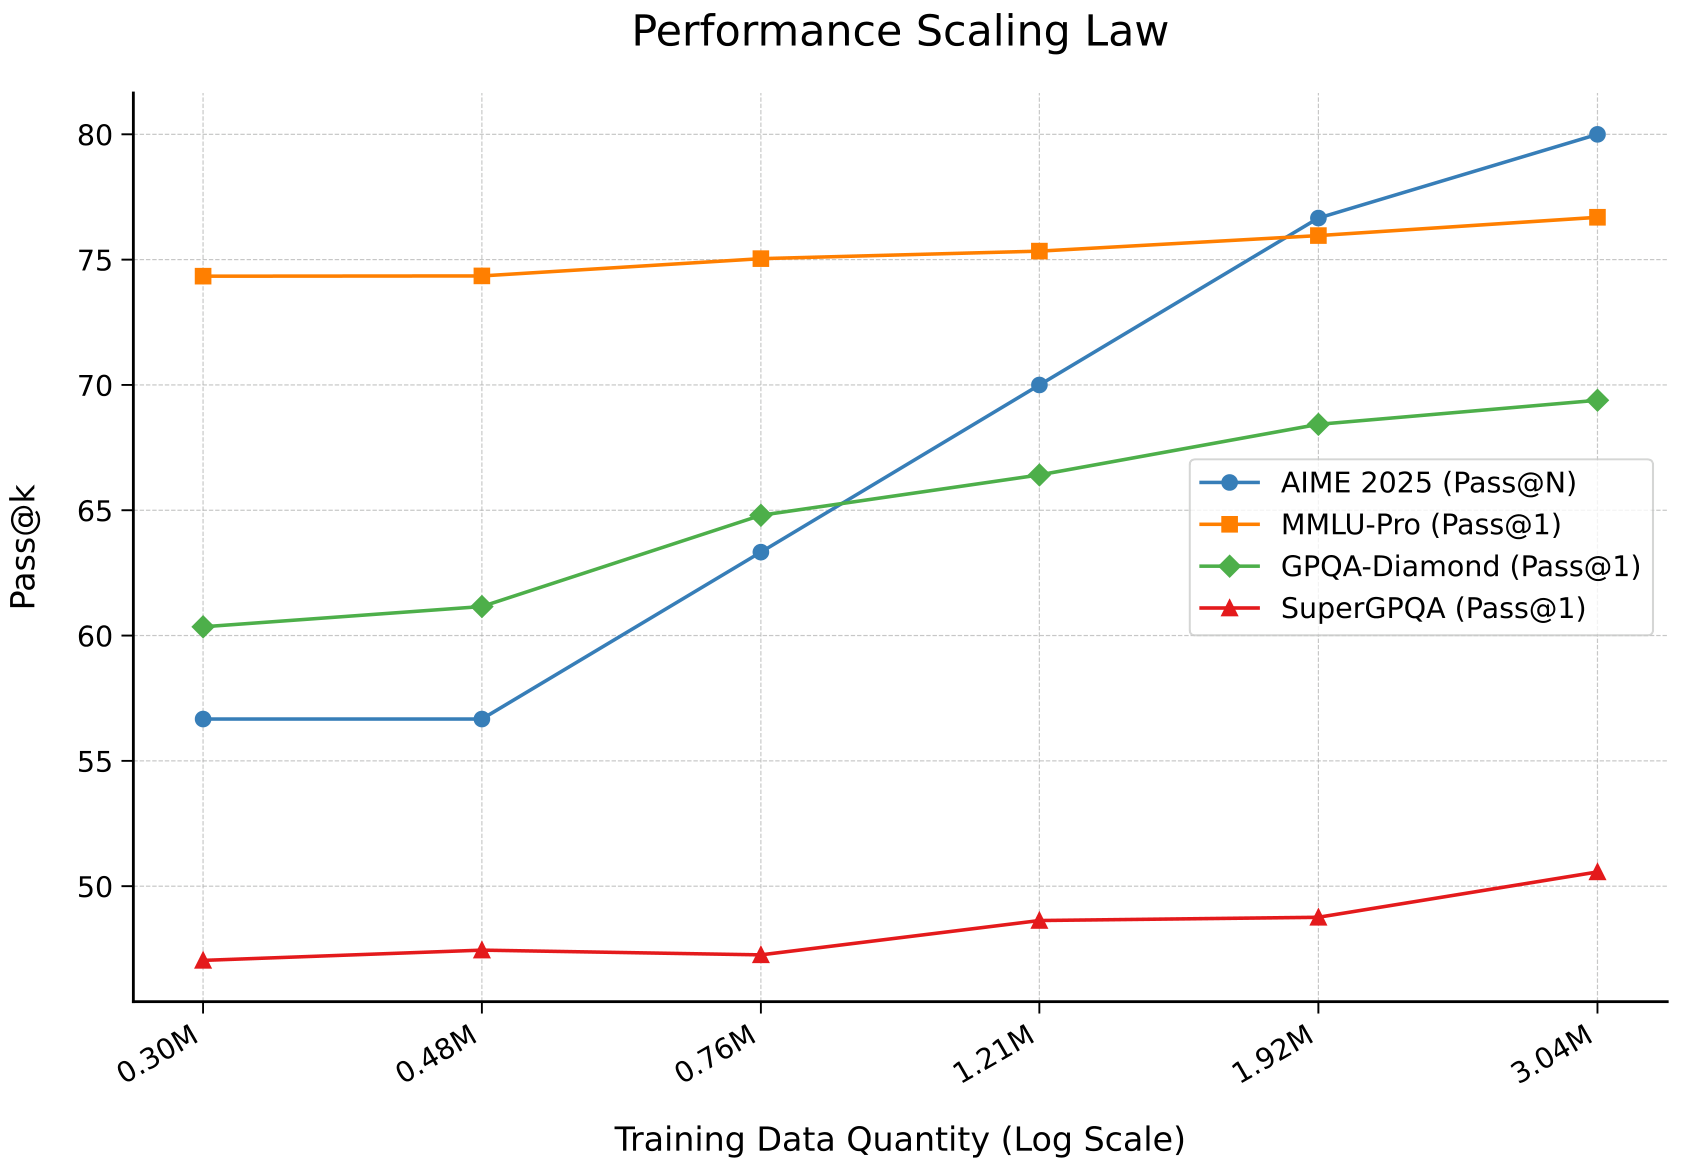 Performance Scaling Law
Pass@k
80
75
70
65
60
55
50
AIME 2025 (Pass@N)
MMLU-Pro (Pass@1)
GPQA-Diamond (Pass@1)
SuperGPQA (Pass@1)
0.30M
0.48M
0.76M
1.21M
1.92M
3.04M
Training Data Quantity (Log Scale)